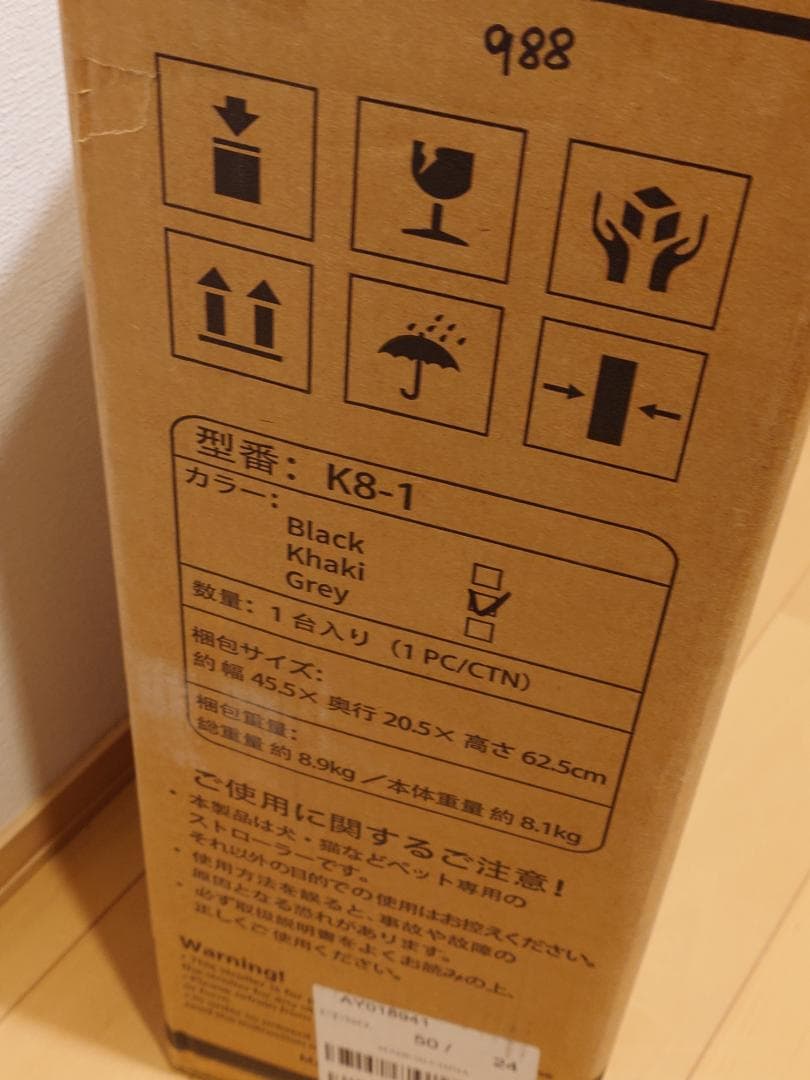 988
型番： K8-1
カラー：
Black
Khaki
Grey
数量： 1 台入り （1 PC/CTN）
梱包サイズ：
約 幅 45.5× 奥行 20.5× 高さ 62.5cm
梱包重量：
総重量 約 8.9kg ／本体重量 約 8.1kg
ご使用に関するご注意！
・本製品は犬・猫などペット専用の
ストローラーです。
それ以外の目的での使用はお控えください。
・使用方法を誤ると、事故や故障の
原因となる恐れがあります。
・必ず取扱説明書をよくお読みの上、
正しくご使用ください。
Warning!
AY018941
50 / 24